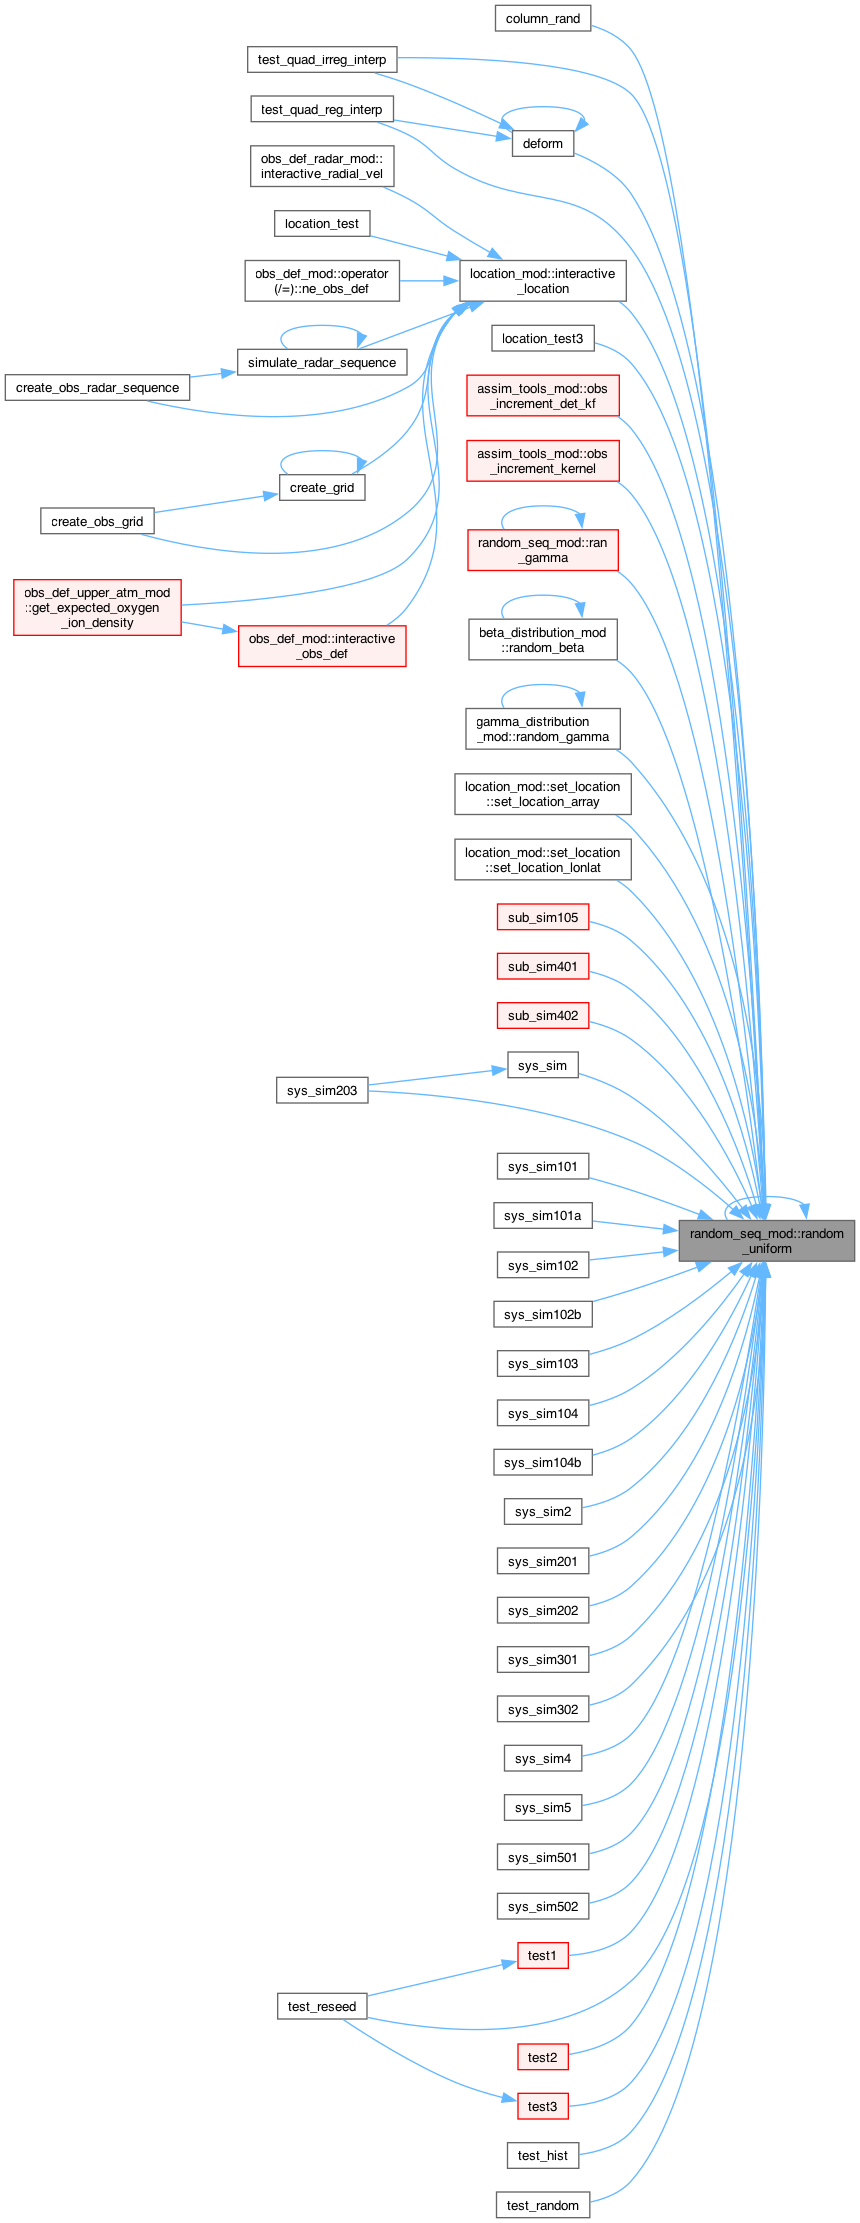 column_rand
test_quad_irreg_interp
test_quad_reg_interp
deform
obs_def_radar_mod::
interactive_radial_vel
location_test
obs_def_mod::operator
(/=)::ne_obs_def
location_mod::interactive
_location
location_test3
simulate_radar_sequence
create_obs_radar_sequence
assim_tools_mod::obs
_increment_det_kf
assim_tools_mod::obs
_increment_kernel
create_grid
create_obs_grid
random_seq_mod::ran
_gamma
obs_def_upper_atm_mod
::get_expected_oxygen
_ion_density
obs_def_mod::interactive
_obs_def
beta_distribution_mod
::random_beta
gamma_distribution
_mod::random_gamma
location_mod::set_location
::set_location_array
location_mod::set_location
::set_location_lonlat
sub_sim105
sub_sim401
sub_sim402
sys_sim
sys_sim203
sys_sim101
sys_sim101a
random_seq_mod::random
_uniform
sys_sim102
sys_sim102b
sys_sim103
sys_sim104
sys_sim104b
sys_sim2
sys_sim201
sys_sim202
sys_sim301
sys_sim302
sys_sim4
sys_sim5
sys_sim501
sys_sim502
test1
test_reseed
test2
test3
test_hist
test_random